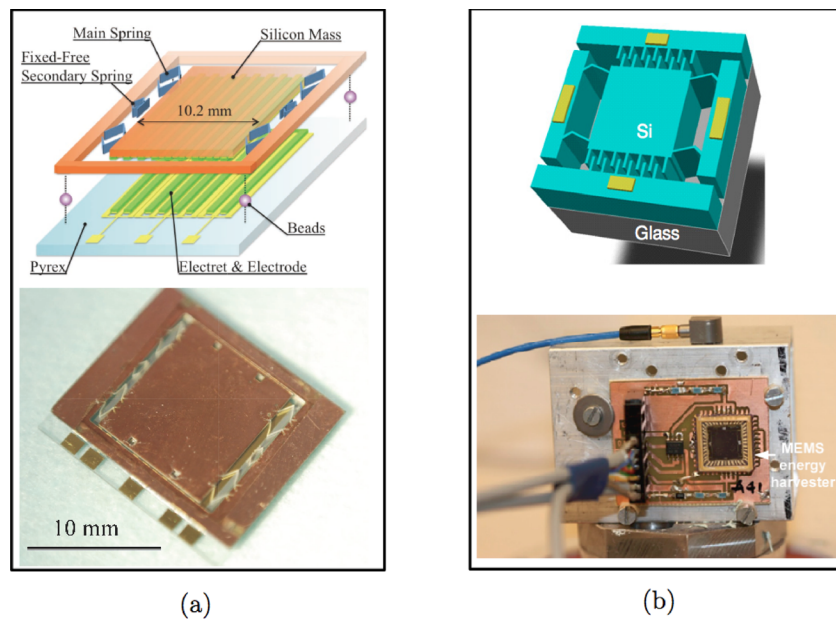 Main Spring
Silicon Mass
Fixed-Free
Secondary Spring
10.2 mm
Beads
Pyrex
Electret & Electrode
10 mm
(a)
Si
Glass
MEMS
energy
harvester
A41
(b)